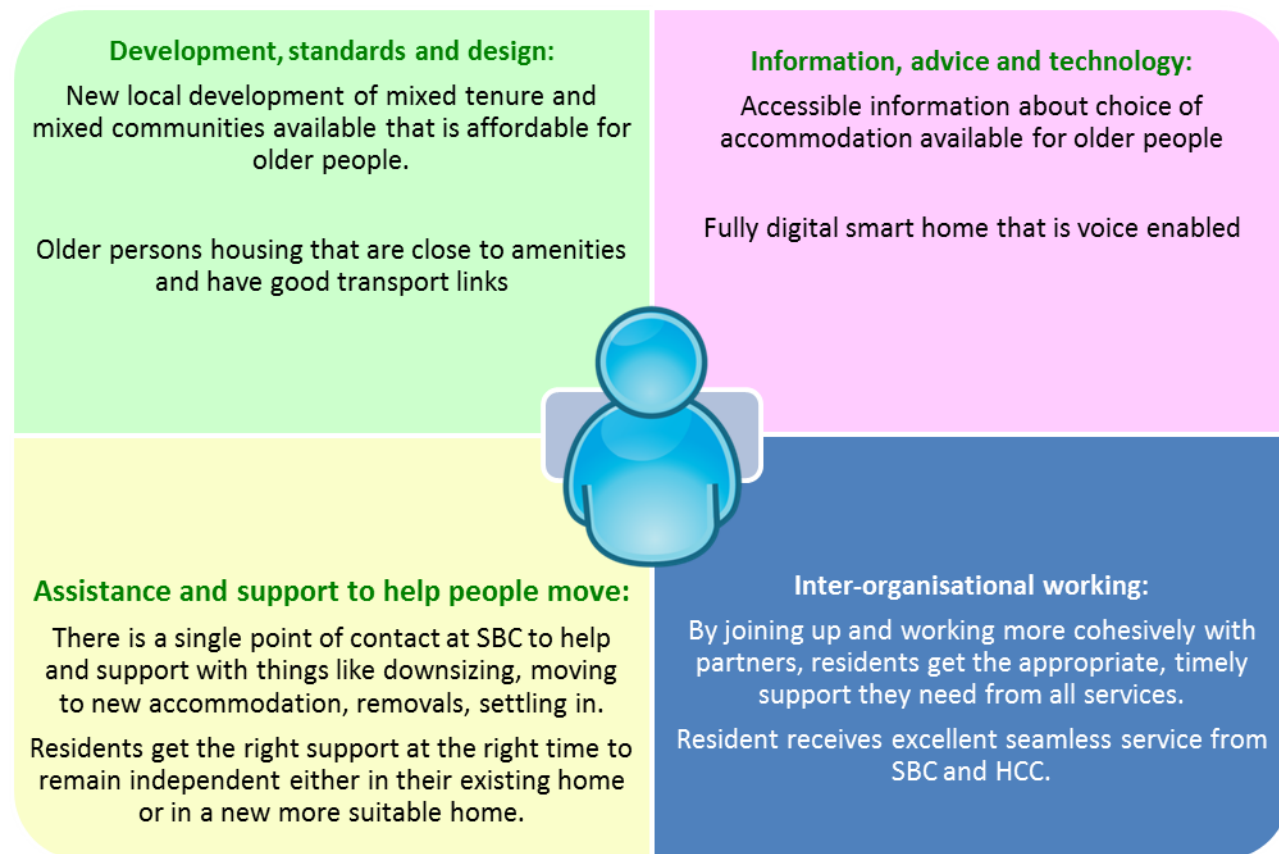 Development, standards and design:
New local development of mixed tenure and
mixed communities available that is affordable for
older people.
Older persons housing that are close to amenities
and have good transport links
Information, advice and technology:
Accessible information about choice of
accommodation available for older people
Fully digital smart home that is voice enabled
Assistance and support to help people move:
There is a single point of contact at SBC to help
and support with things like downsizing, moving
to new accommodation, removals, settling in.
Residents get the right support at the right time to
remain independent either in their existing home
or in a new more suitable home.
Inter-organisational working:
By joining up and working more cohesively with
partners, residents get the appropriate, timely
support they need from all services.
Resident receives excellent seamless service from
SBC and HCC.